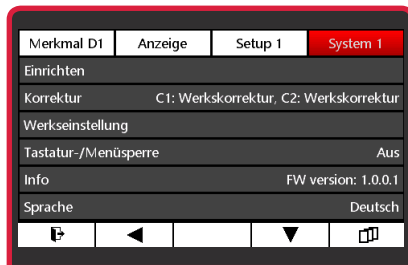 Merkmal D1 Anzeige Setup 1 System 1
Einrichten
Korrektur C1: Werkskorrektur, C2: Werkskorrektur
Werkseinstellung
Tastatur-/Menüsperre Aus
Info FW version: 1.0.0.1
Sprache Deutsch